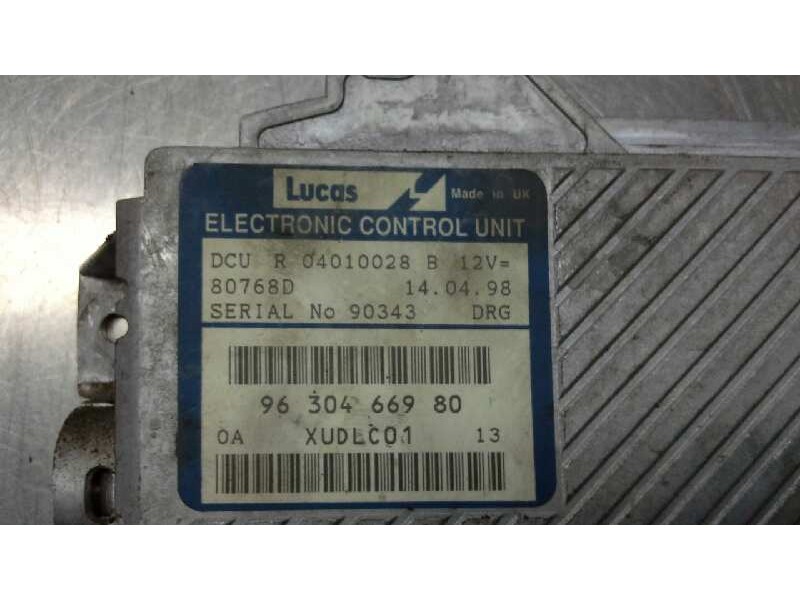 Lucas Made in UK
ELECTRONIC CONTROL UNIT
DCU R 04010028 B 12V=
80768D 14.04.98
SERIAL No 90343 DRG
96 304 669 80
0A XUDLC01 13